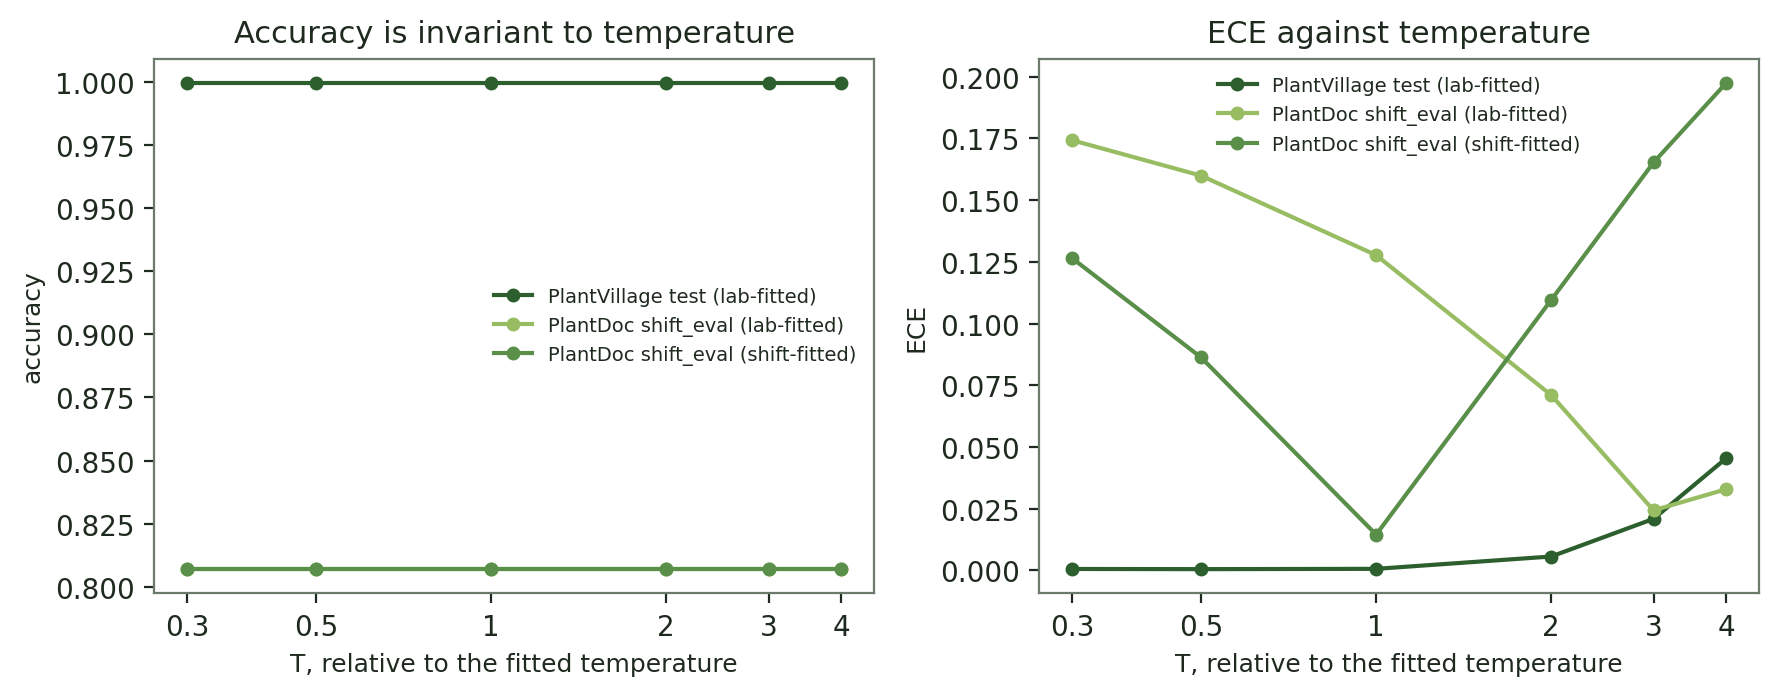 Accuracy is invariant to temperature
1.000
0.975
0.950
0.925
0.900
0.875
0.850
0.825
0.800
accuracy
PlantVillage test (lab-fitted)
PlantDoc shift_eval (lab-fitted)
PlantDoc shift_eval (shift-fitted)
0.3 0.5 1 2 3 4
T, relative to the fitted temperature
ECE against temperature
0.200
0.175
0.150
0.125
0.100
0.075
0.050
0.025
0.000
ECE
PlantVillage test (lab-fitted)
PlantDoc shift_eval (lab-fitted)
PlantDoc shift_eval (shift-fitted)
0.3 0.5 1 2 3 4
T, relative to the fitted temperature